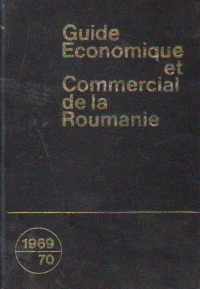 Guide
Economique
et
Commercial
de la
Roumanie
1969
70